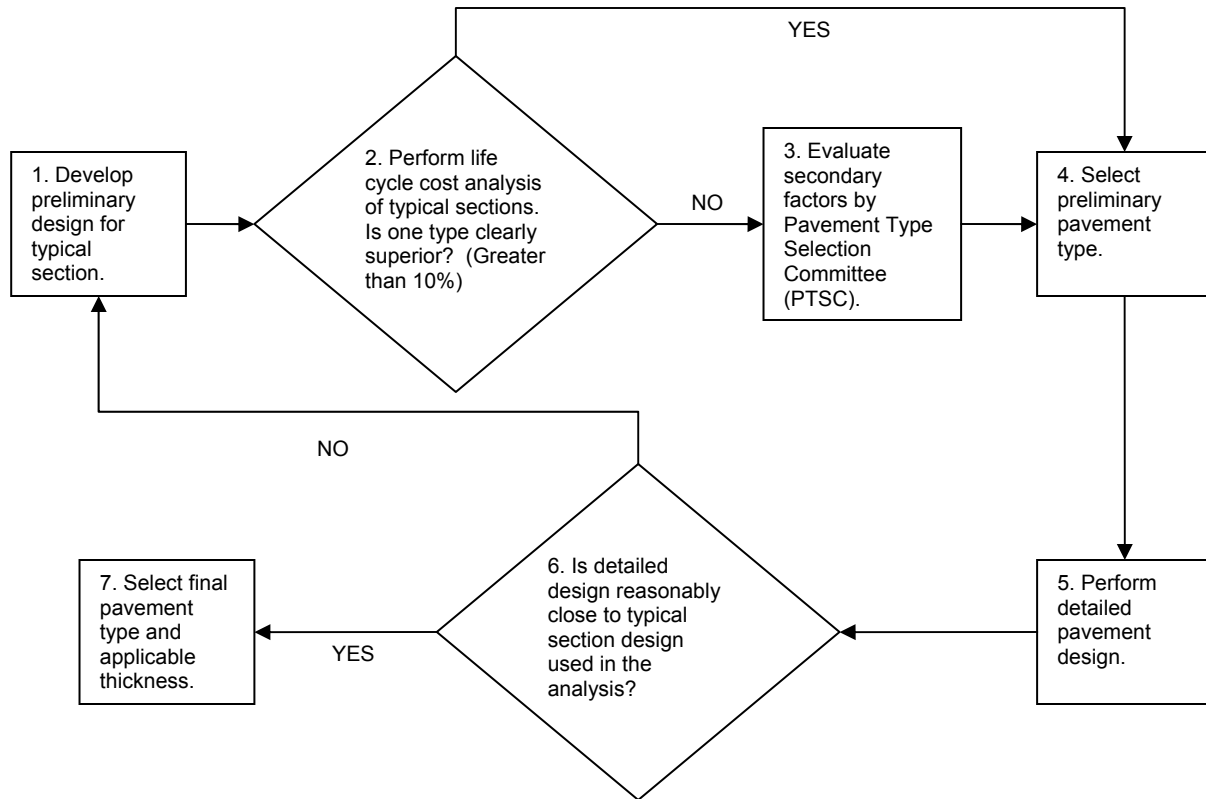 YES
1. Develop
preliminary
design for
typical
section.
2. Perform life
cycle cost analysis
of typical sections.
Is one type clearly
superior? (Greater
than 10%)
NO
3. Evaluate
secondary
factors by
Pavement Type
Selection
Committee
(PTSC).
4. Select
preliminary
pavement
type.
NO
5. Perform
detailed
pavement
design.
6. Is detailed
design reasonably
close to typical
section design
used in the
analysis?
YES
7. Select final
pavement
type and
applicable
thickness.